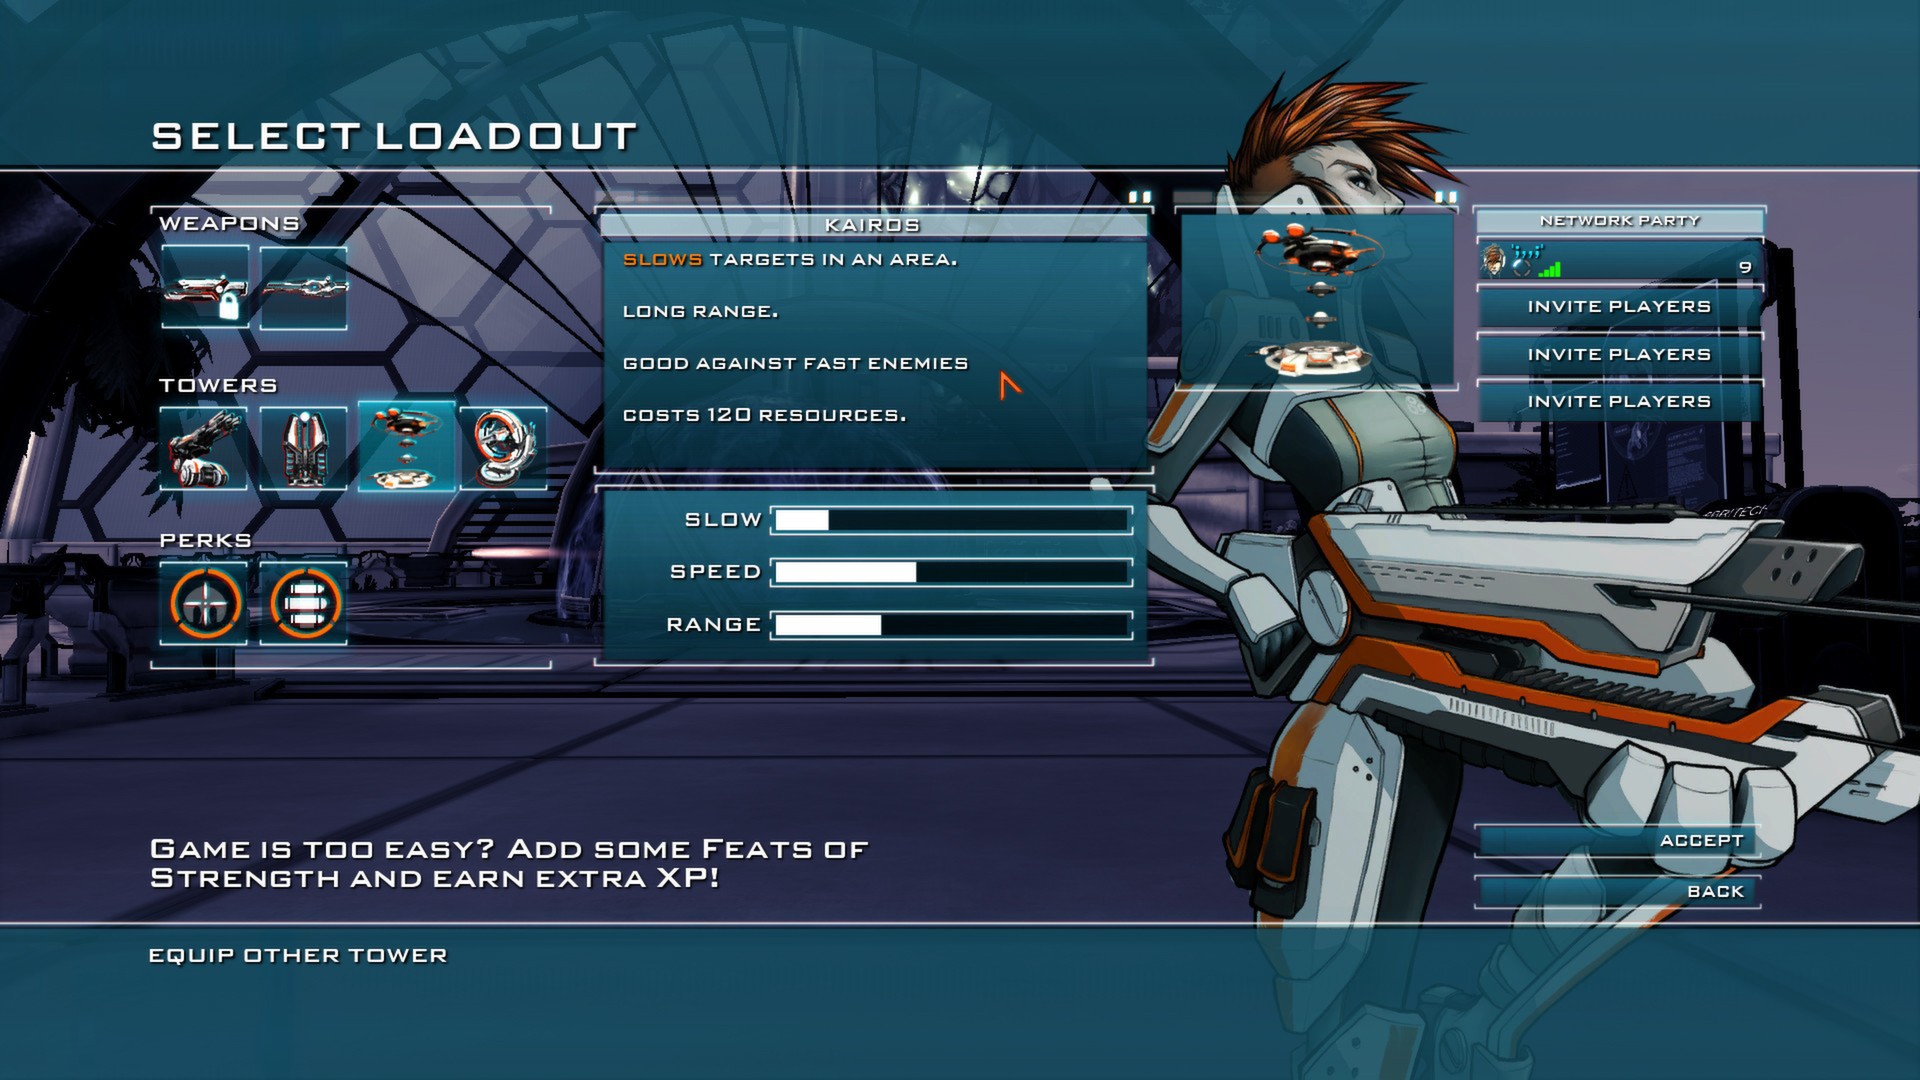 SELECT LOADOUT
WEAPONS
TOWERS
PERKS
KAIROS
SLOWS TARGETS IN AN AREA.
LONG RANGE.
GOOD AGAINST FAST ENEMIES
COSTS 120 RESOURCES.
SLOW
SPEED
RANGE
NETWORK PARTY
9
INVITE PLAYERS
INVITE PLAYERS
INVITE PLAYERS
GAME IS TOO EASY? ADD SOME FEATS OF
STRENGTH AND EARN EXTRA XP!
ACCEPT
BACK
EQUIP OTHER TOWER